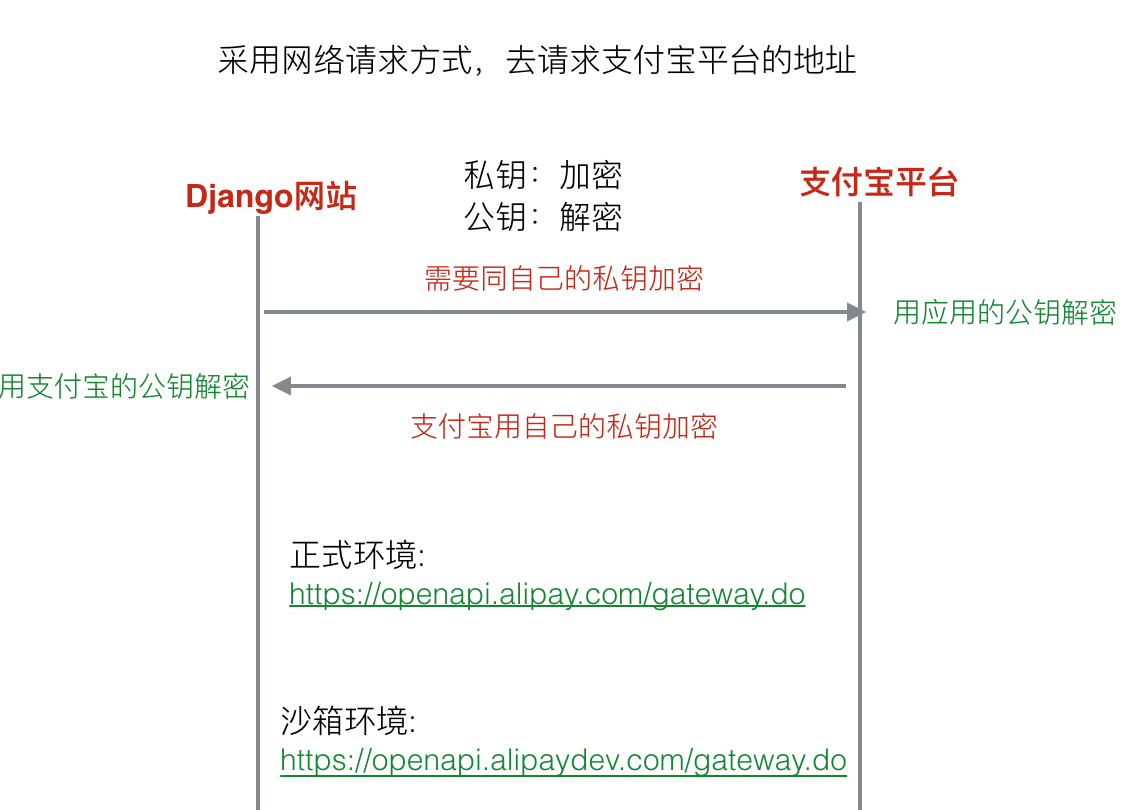 采用网络请求方式，去请求支付宝平台的地址
Django网站
私钥：加密
公钥：解密
支付宝平台
需要同自己的私钥加密
用应用的公钥解密
用支付宝的公钥解密
支付宝用自己的私钥加密
正式环境:
https://openapi.alipay.com/gateway.do
沙箱环境:
https://openapi.alipaydev.com/gateway.do